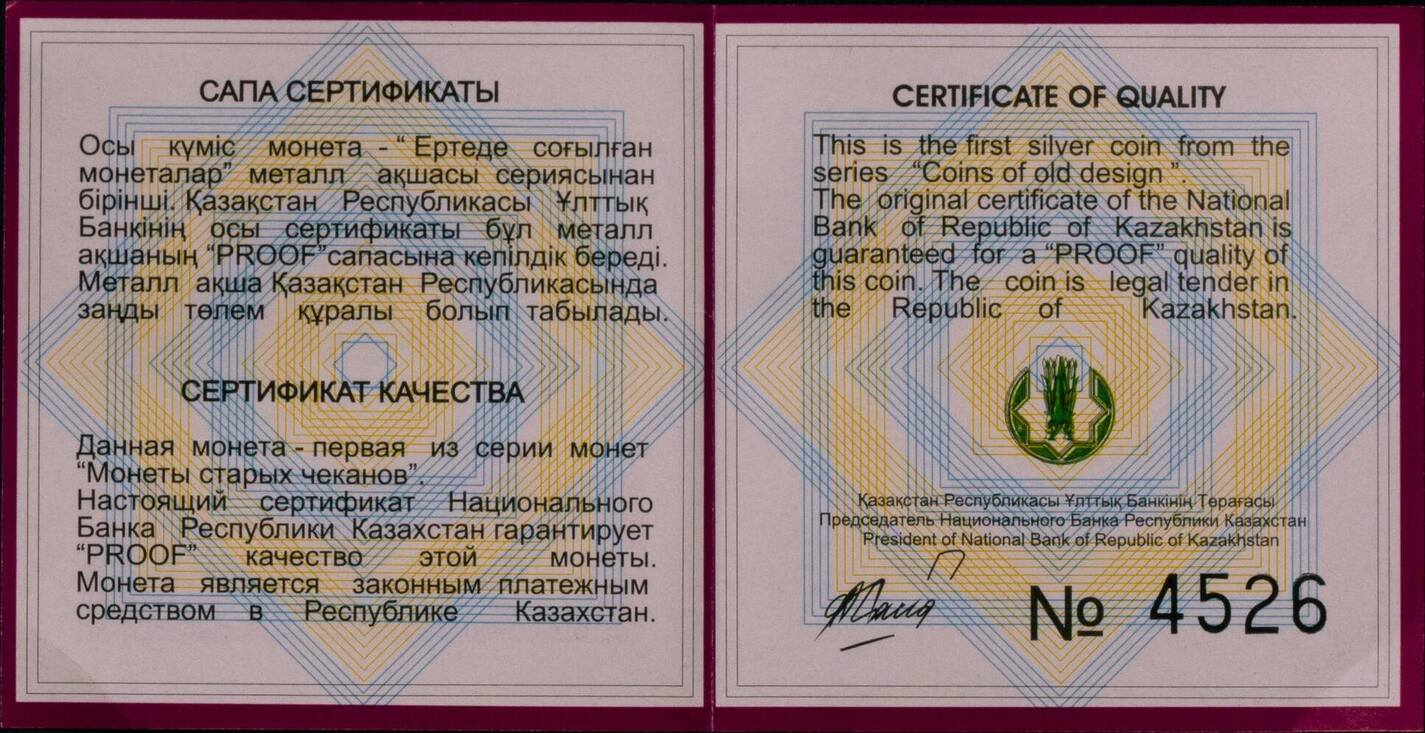 САПА СЕРТИФИКАТЫ
Осы күміс монета - “ Ертеде соғылған
монеталар” металл ақшасы сериясынан
бірінші. Қазақстан Республикасы Ұлттық
Банкінің осы сертификаты бұл металл
ақшаның “PROOF” сапасына кепілдік береді.
Металл ақша Қазақстан Республикасында
заңды төлем құралы болып табылады.
СЕРТИФИКАТ КАЧЕСТВА
Данная монета - первая из серии монет
“Монеты старых чеканов”.
Настоящий сертификат Национального
Банка Республики Казахстан гарантирует
“PROOF” качество этой монеты.
Монета является законным платежным
средством в Республике Казахстан.
CERTIFICATE OF QUALITY
This is the first silver coin from the
series “Coins of old design ”.
The original certificate of the National
Bank of Republic of Kazakhstan is
guaranteed for a “PROOF” quality of
this coin. The coin is legal tender in
the Republic of Kazakhstan.
Қазақстан Республикасы Ұлттық Банкінің Төрағасы
Председатель Национального Банка Республики Казахстан
President of National Bank of Republic of Kazakhstan
№ 4526